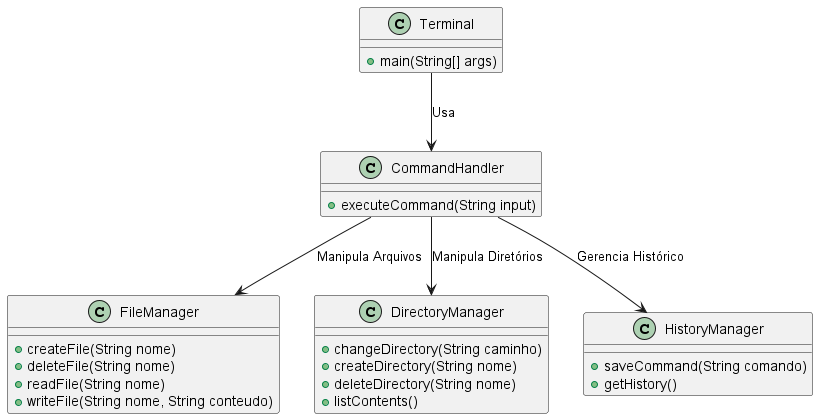 C Terminal
main(String[] args)
Usa
C CommandHandler
executeCommand(String input)
Manipula Arquivos
Manipula Diretórios
Gerencia Histórico
C FileManager
createFile(String nome)
deleteFile(String nome)
readFile(String nome)
writeFile(String nome, String conteudo)
C DirectoryManager
changeDirectory(String caminho)
createDirectory(String nome)
deleteDirectory(String nome)
listContents()
C HistoryManager
saveCommand(String comando)
getHistory()